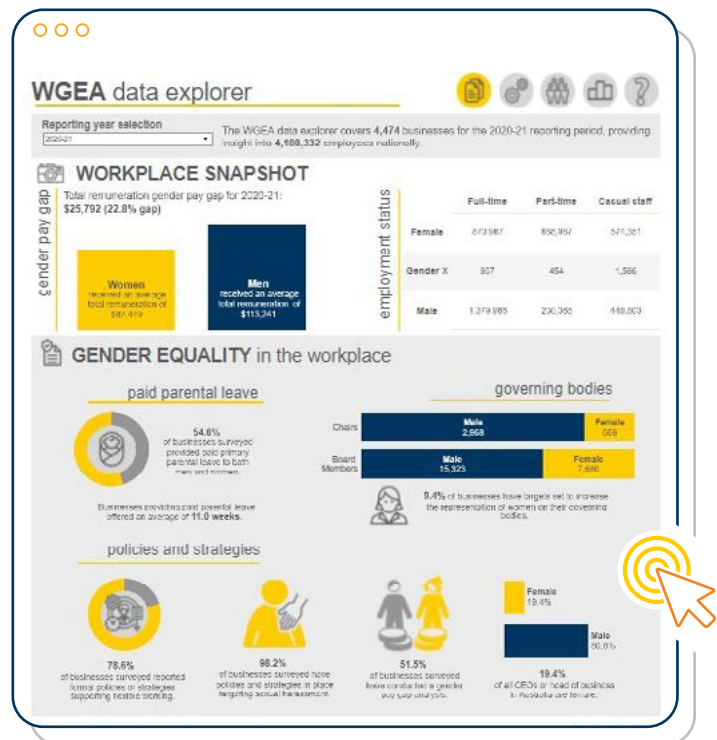 WGEA data explorer
Reporting year selection
2020-21
The WGEA data explorer covers 4,474 businesses for the 2020-21 reporting period, providing
insight into employees nationally.
WORKPLACE SNAPSHOT
gender pay gap
Total remuneration gender pay gap for 2020-21:
$25,792 (22.8% gap)
Women
received an average
total remuneration of
$87,449
Men
received an average
total remuneration of
$113,241
employment status
Full-time Part-time Casual staff
Female
Gender X 454
Male
GENDER EQUALITY in the workplace
paid parental leave
54.6%
of businesses surveyed
provided paid primary
parental leave to both
men and women.
Businesses providing paid parental leave
offered an average of 11.0 weeks.
governing bodies
Chairs
Male
2,968
Female
Board
Members
Male
15,323
Female
9.4% of businesses have targets set to increase
the representation of women on their governing
bodies.
policies and strategies
78.6%
of businesses surveyed reported
formal policies or strategies
supporting flexible working.
98.2%
of businesses surveyed have
policies and strategies in place
targeting sexual harassment.
51.5%
of businesses surveyed
have conducted a gender
pay gap analysis.
Female
19.4%
Male
80.6%
19.4%
of all CEOs or head of business
in Australia are female.